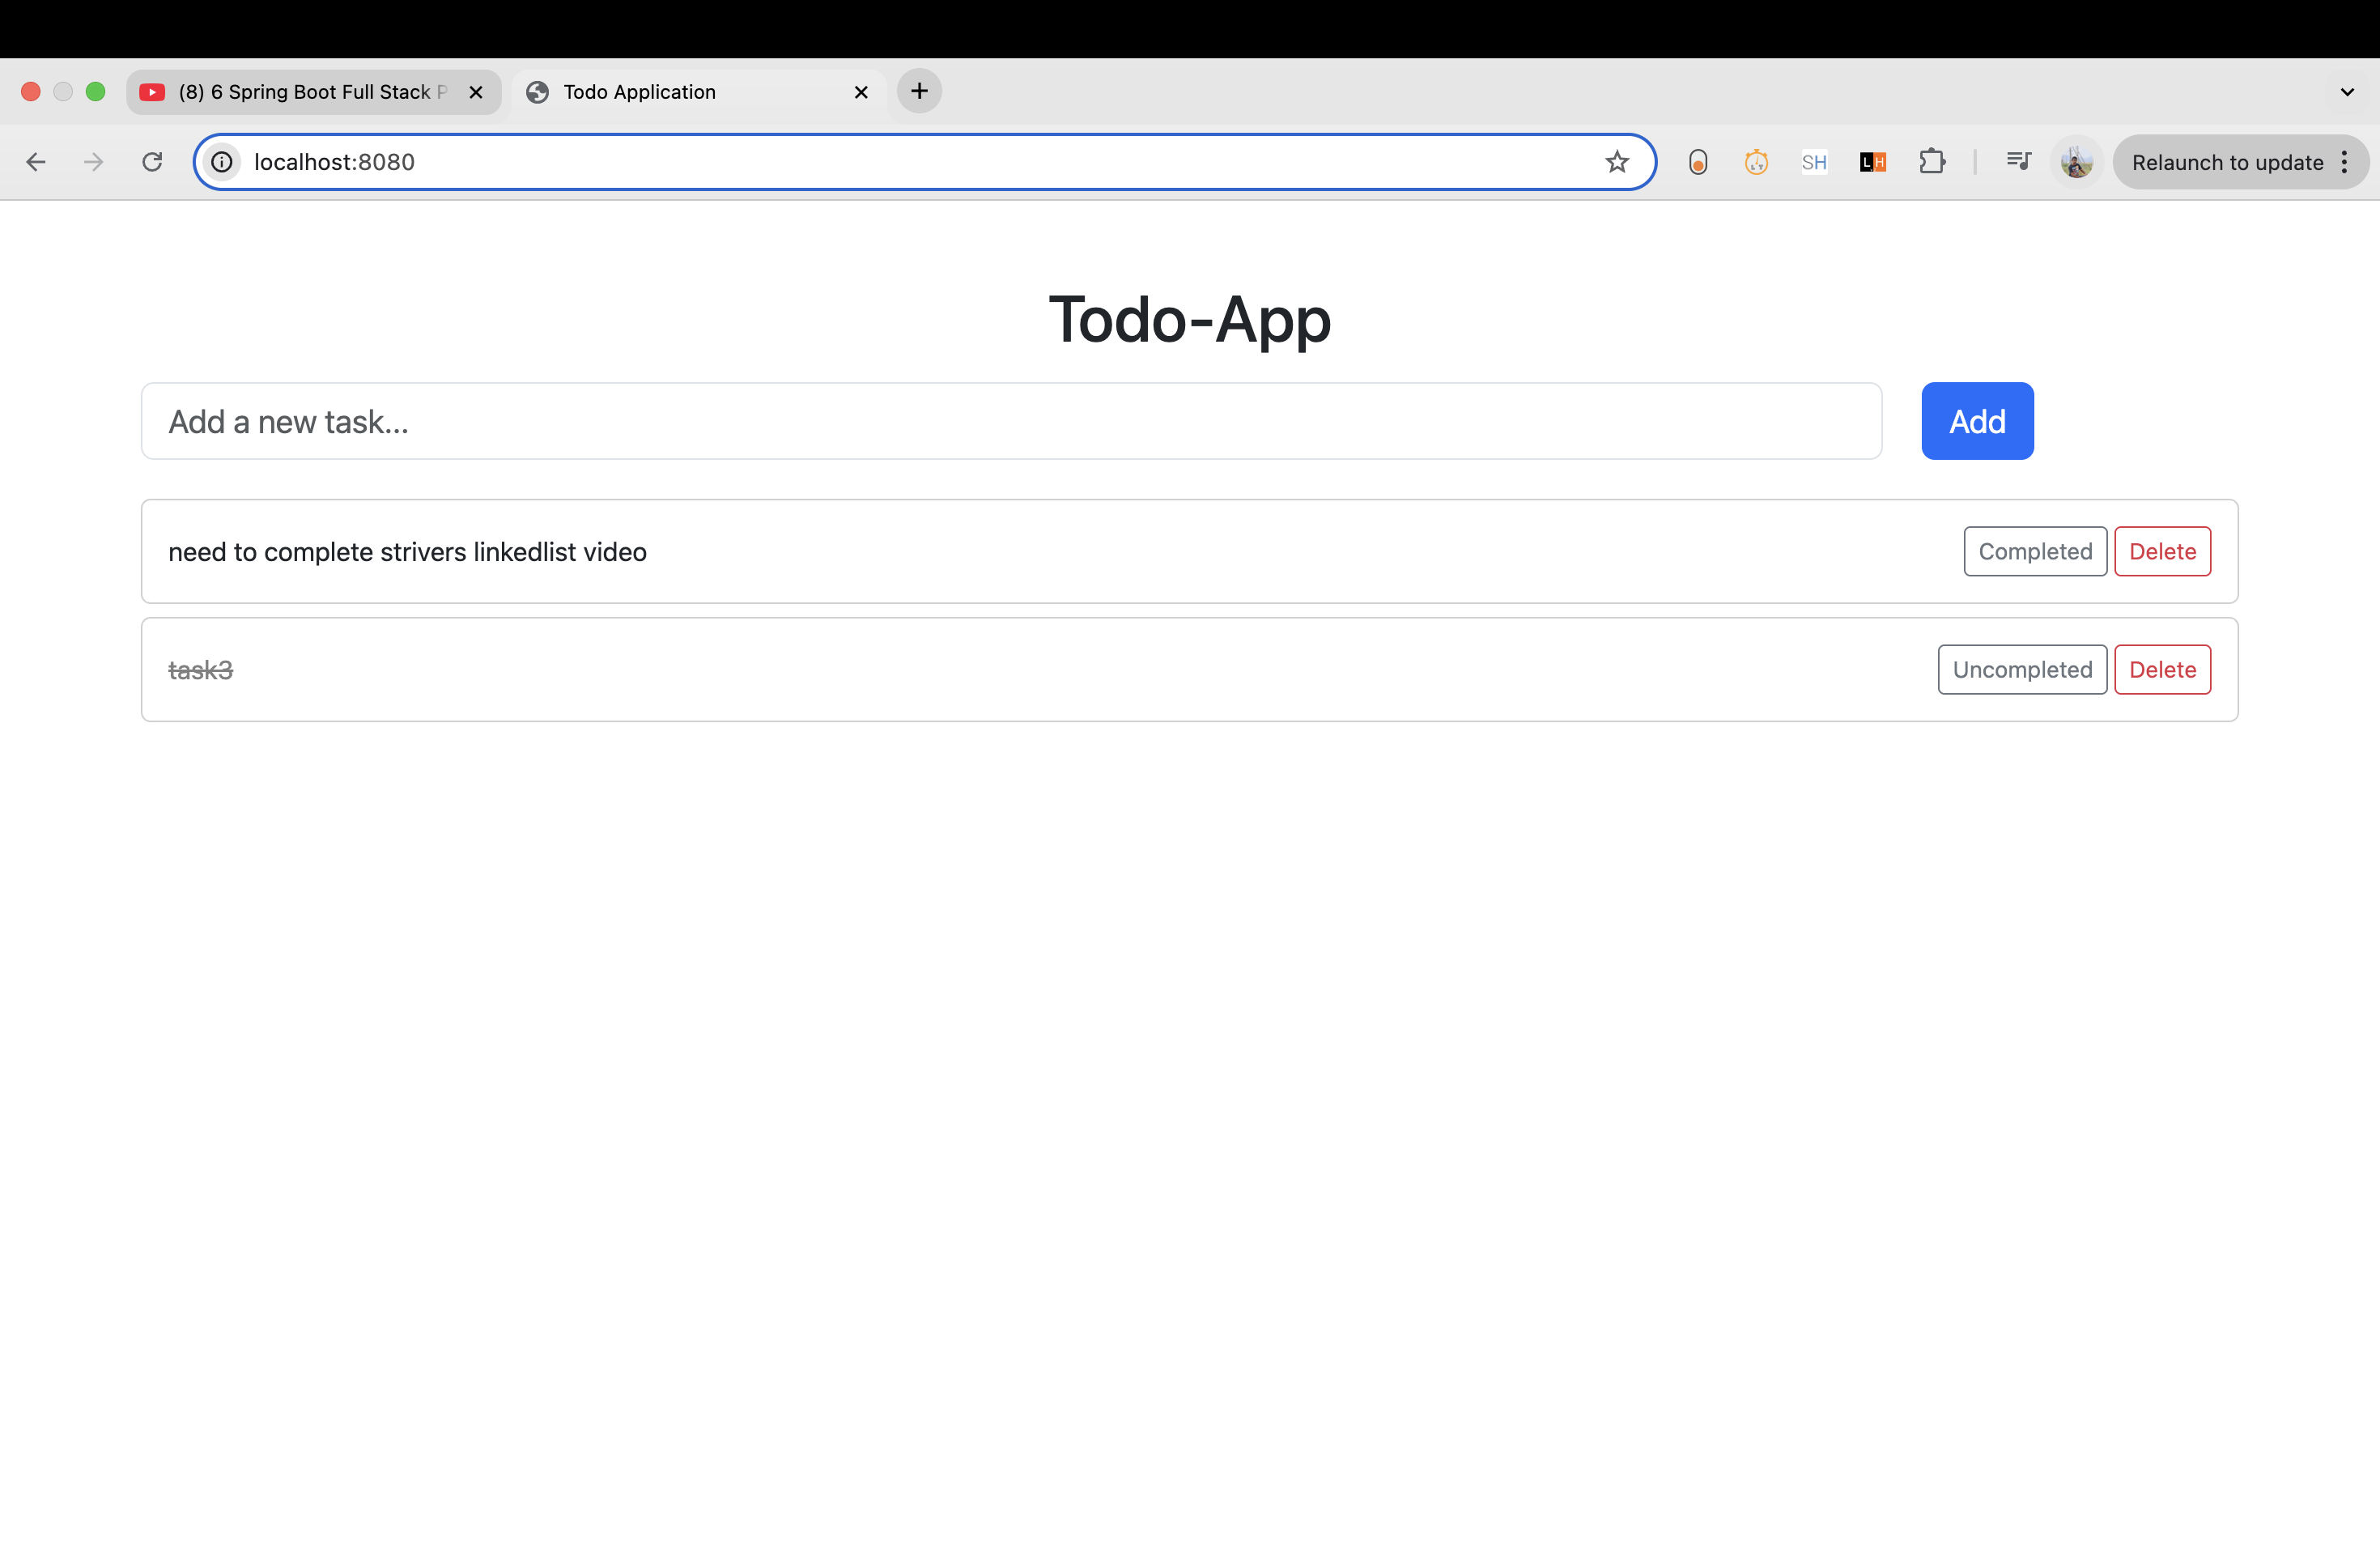 (8) 6 Spring Boot Full Stack P
Todo Application
localhost:8080
SH
LH
Relaunch to update
Todo-App
Add a new task...
Add
need to complete strivers linkedlist video
Completed
Delete
task3
Uncompleted
Delete